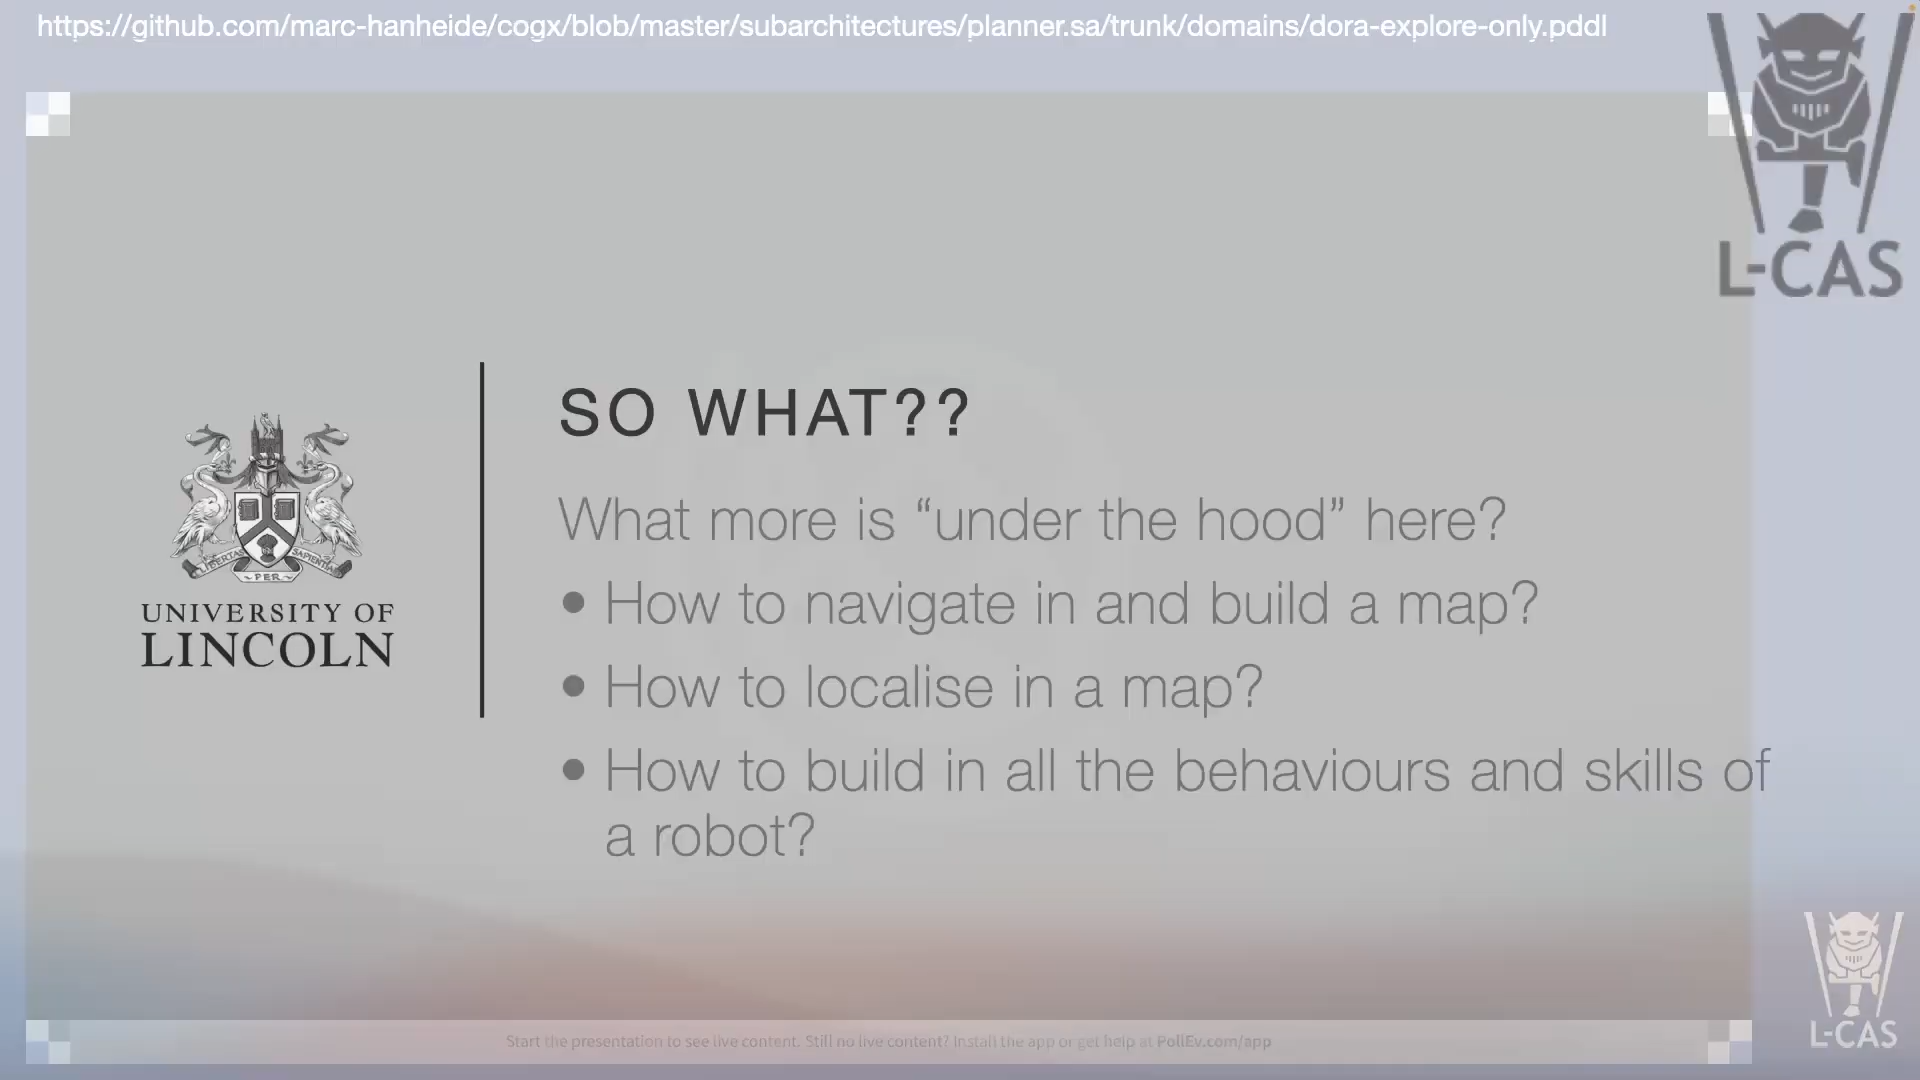 https://github.com/marc-hanheide/cogx/blob/master/subarchitectures/planner.sa/trunk/domains/dora-explore-only.pddl
L-CAS
SO WHAT??
What more is “under the hood” here?
• How to navigate in and build a map?
• How to localise in a map?
• How to build in all the behaviours and skills of
a robot?
LIBERTAS
PER
SAPIENTIA
UNIVERSITY OF
LINCOLN
Start the presentation to see live content. Still no live content? Install the app or get help at PollEv.com/app
L-CAS